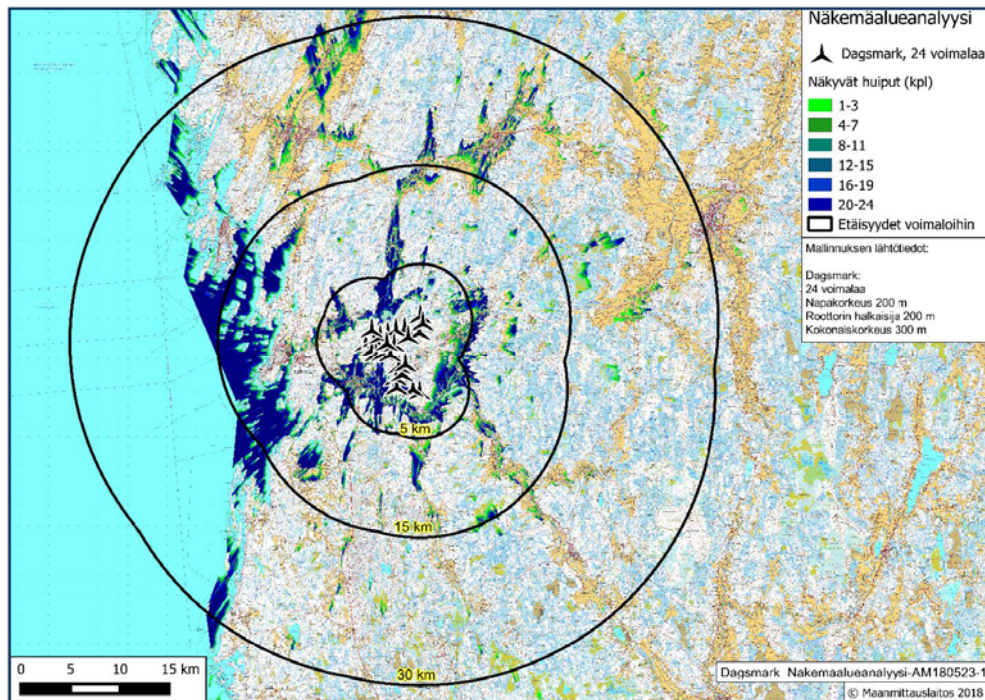 Näkemäalueanalyysi
Dagsmark, 24 voimalaa
Näkyvät huiput (kpl)
1-3
4-7
8-11
12-15
16-19
20-24
Etäisyydet voimaloihin
Mallinnuksen lähtötiedot:
Dagsmark:
24 voimalaa
Napakorkeus 200 m
Roottorin halkaisija 200 m
Kokonaiskorkeus 300 m
5 km
15 km
30 km
0 5 10 15 km
Dagsmark Nakemaalueanalyysi-AM180523-1
© Maanmittauslaitos 2018